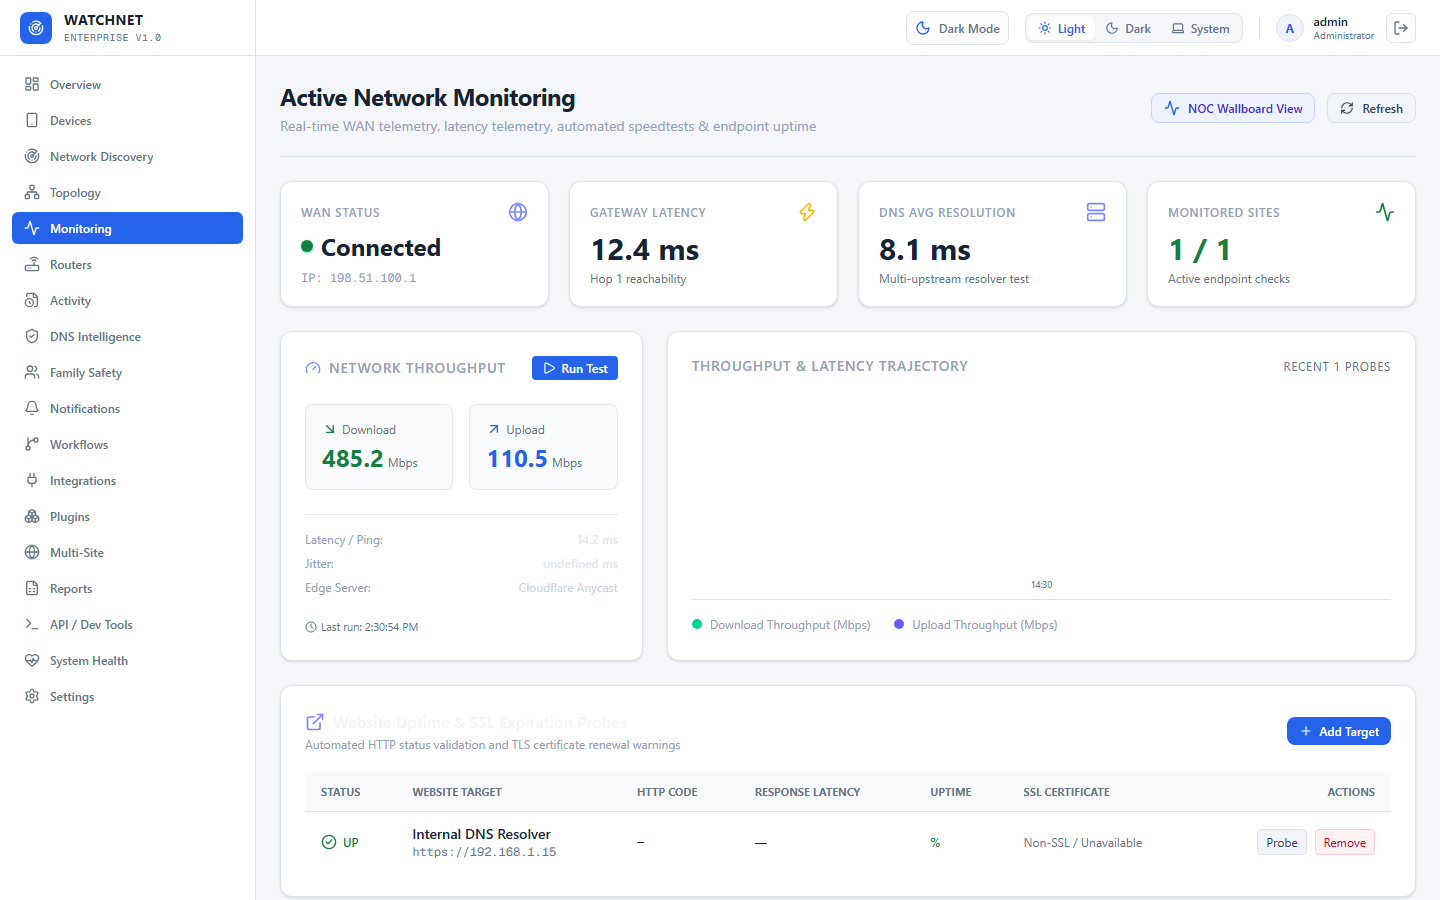 WATCHNET
ENTERPRISE V1.0
Dark Mode
Light
Dark
System
A
admin
Administrator
Overview
Devices
Network Discovery
Topology
Monitoring
Routers
Activity
DNS Intelligence
Family Safety
Notifications
Workflows
Integrations
Plugins
Multi-Site
Reports
API / Dev Tools
System Health
Settings
Active Network Monitoring
Real-time WAN telemetry, latency telemetry, automated speedtests & endpoint uptime
NOC Wallboard View
Refresh
WAN STATUS
Connected
IP: 198.51.100.1
GATEWAY LATENCY
12.4 ms
Hop 1 reachability
DNS AVG RESOLUTION
8.1 ms
Multi-upstream resolver test
MONITORED SITES
1 / 1
Active endpoint checks
NETWORK THROUGHPUT
Run Test
Download
485.2 Mbps
Upload
110.5 Mbps
Latency / Ping: 14.2 ms
Jitter: undefined ms
Edge Server: Cloudflare Anycast
Last run: 2:30:54 PM
THROUGHPUT & LATENCY TRAJECTORY
RECENT 1 PROBES
14:30
Download Throughput (Mbps)
Upload Throughput (Mbps)
Website Uptime & SSL Expiration Probes
Automated HTTP status validation and TLS certificate renewal warnings
Add Target
STATUS WEBSITE TARGET HTTP CODE RESPONSE LATENCY UPTIME SSL CERTIFICATE ACTIONS
UP
Internal DNS Resolver
https://192.168.1.15
–
—
%
Non-SSL / Unavailable
Probe
Remove